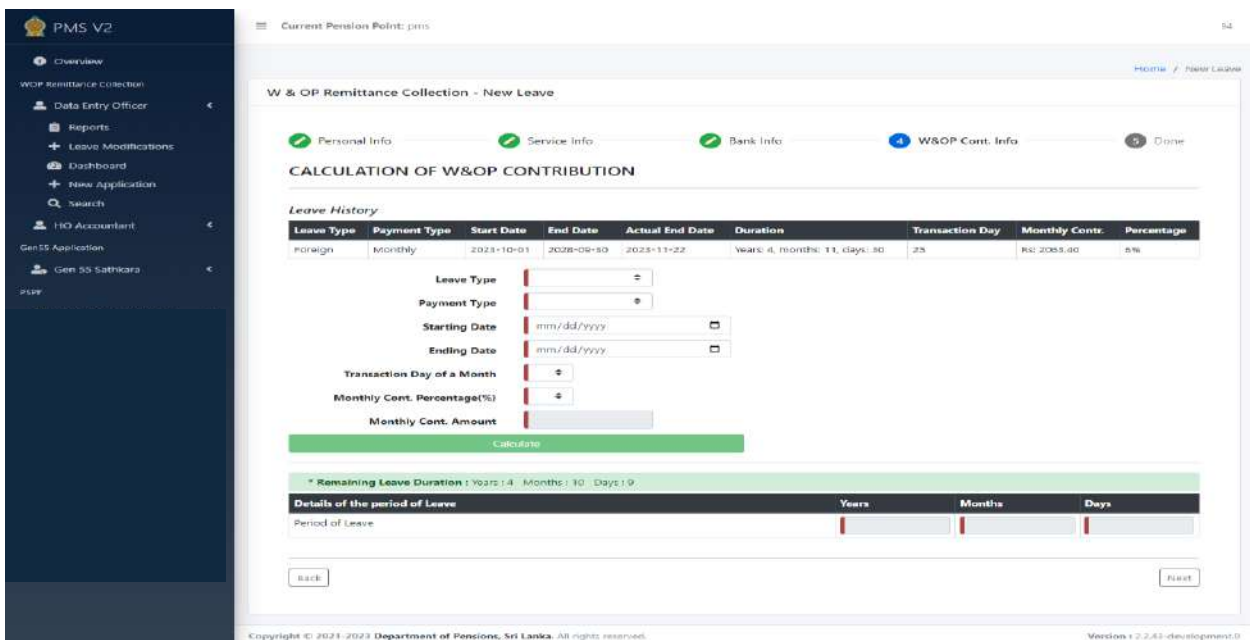 PMS V2
Current Pension Point: pms
Overview
Home / New Leave
WOP Remittance Collection
W & OP Remittance Collection - New Leave
Data Entry Officer
Reports
Leave Modifications
Dashboard
New Application
Search
HO Accountant
Gen55 Application
Gen 55 Sathkara
PSPF
Personal Info
Service Info
Bank Info
4 W&OP Cont. Info
5 Done
CALCULATION OF W&OP CONTRIBUTION
Leave History
Leave Type Payment Type Start Date End Date Actual End Date Duration Transaction Day Monthly Contr. Percentage
Foreign Monthly 2023-10-01 2028-09-30 2023-11-22 Years: 4, months: 11, days: 30 25 6%
Leave Type
Payment Type
Starting Date mm/dd/yyyy
Ending Date mm/dd/yyyy
Transaction Day of a Month
Monthly Cont. Percentage(%)
Monthly Cont. Amount
Calculate
* Remaining Leave Duration : Years : 4 Months : 10 Days : 9
Details of the period of Leave Years Months Days
Period of Leave
Back Next
Copyright © 2021-2023 Department of Pensions, Sri Lanka. All rights reserved. Version :